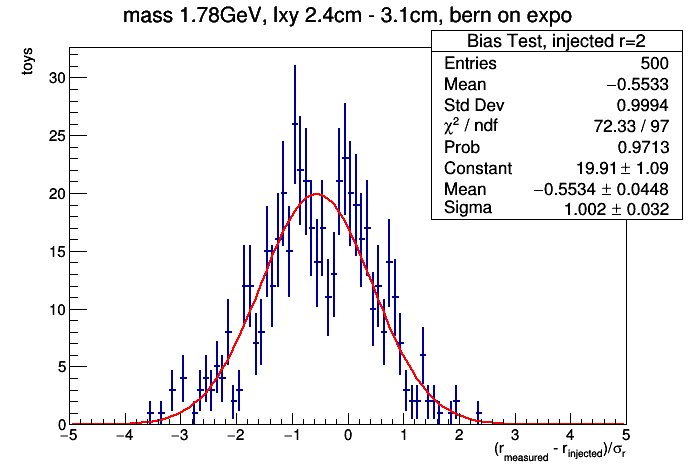 mass 1.78GeV, lxy 2.4cm - 3.1cm, bern on expo
Bias Test, injected r=2
Entries 500
Mean −0.5533
Std Dev 0.9994
χ² / ndf 72.33 / 97
Prob 0.9713
Constant 19.91 ± 1.09
Mean −0.5534 ± 0.0448
Sigma 1.002 ± 0.032
toys
30
25
20
15
10
5
0
−5 −4 −3 −2 −1 0 1 2 3 4 5
(r_measured - r_injected)/σ_r